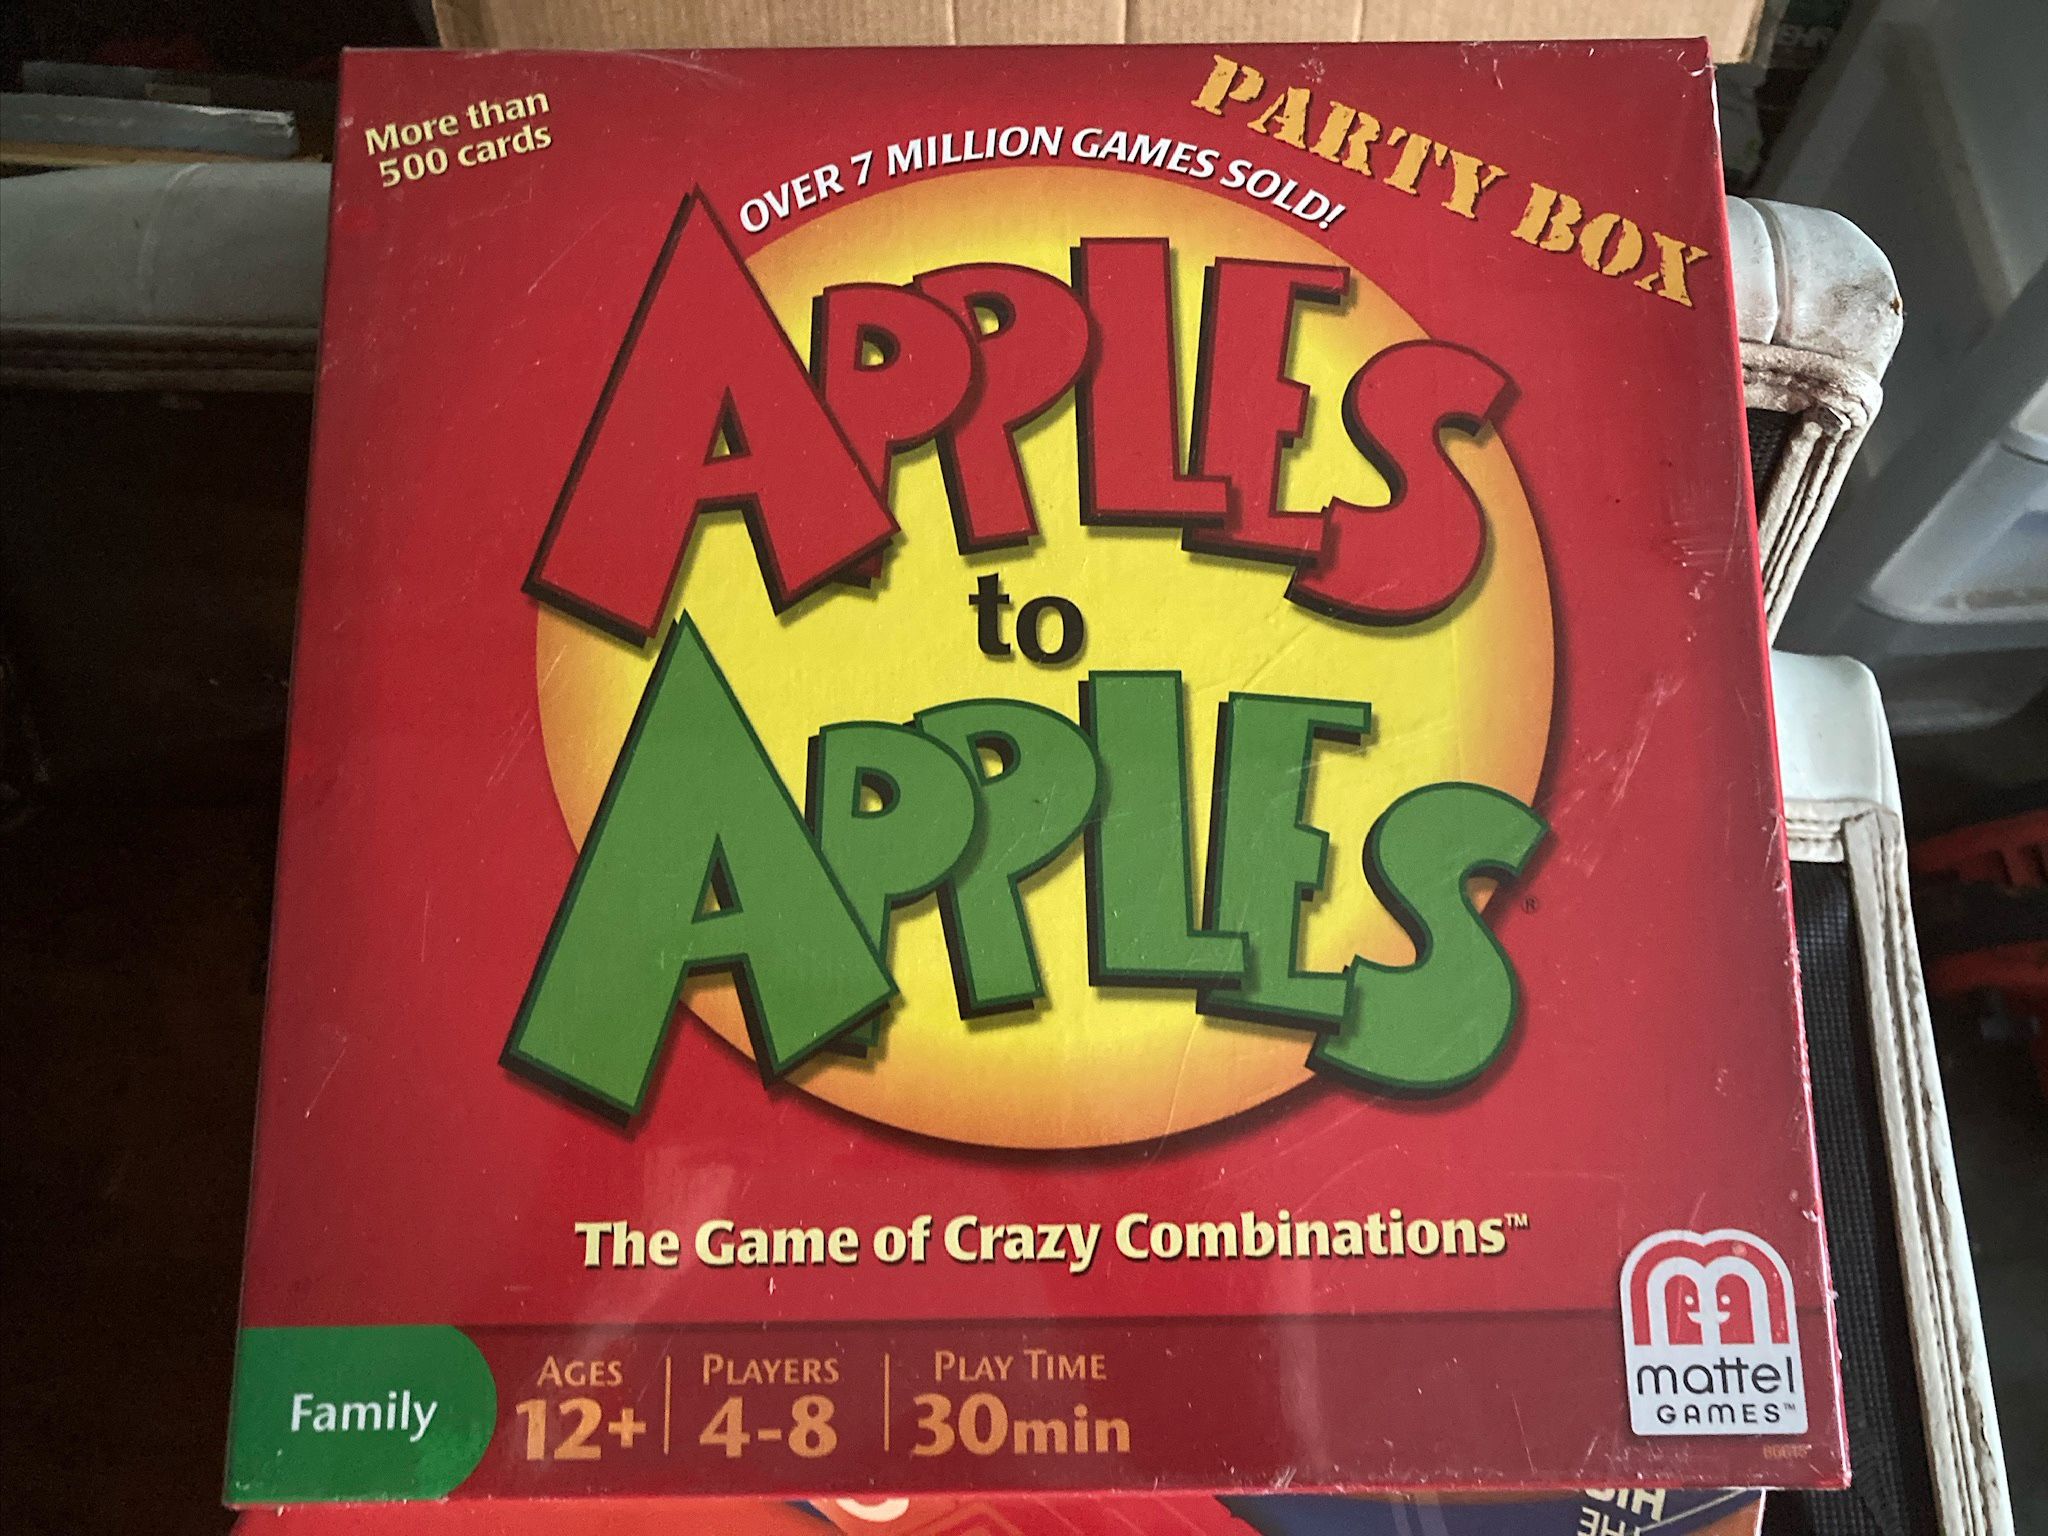 More than
500 cards
PARTY BOX
OVER 7 MILLION GAMES SOLD!
APPLES
to
APPLES®
The Game of Crazy Combinations™
Family
AGES
12+
PLAYERS
4-8
PLAY TIME
30min
mattel
GAMES™